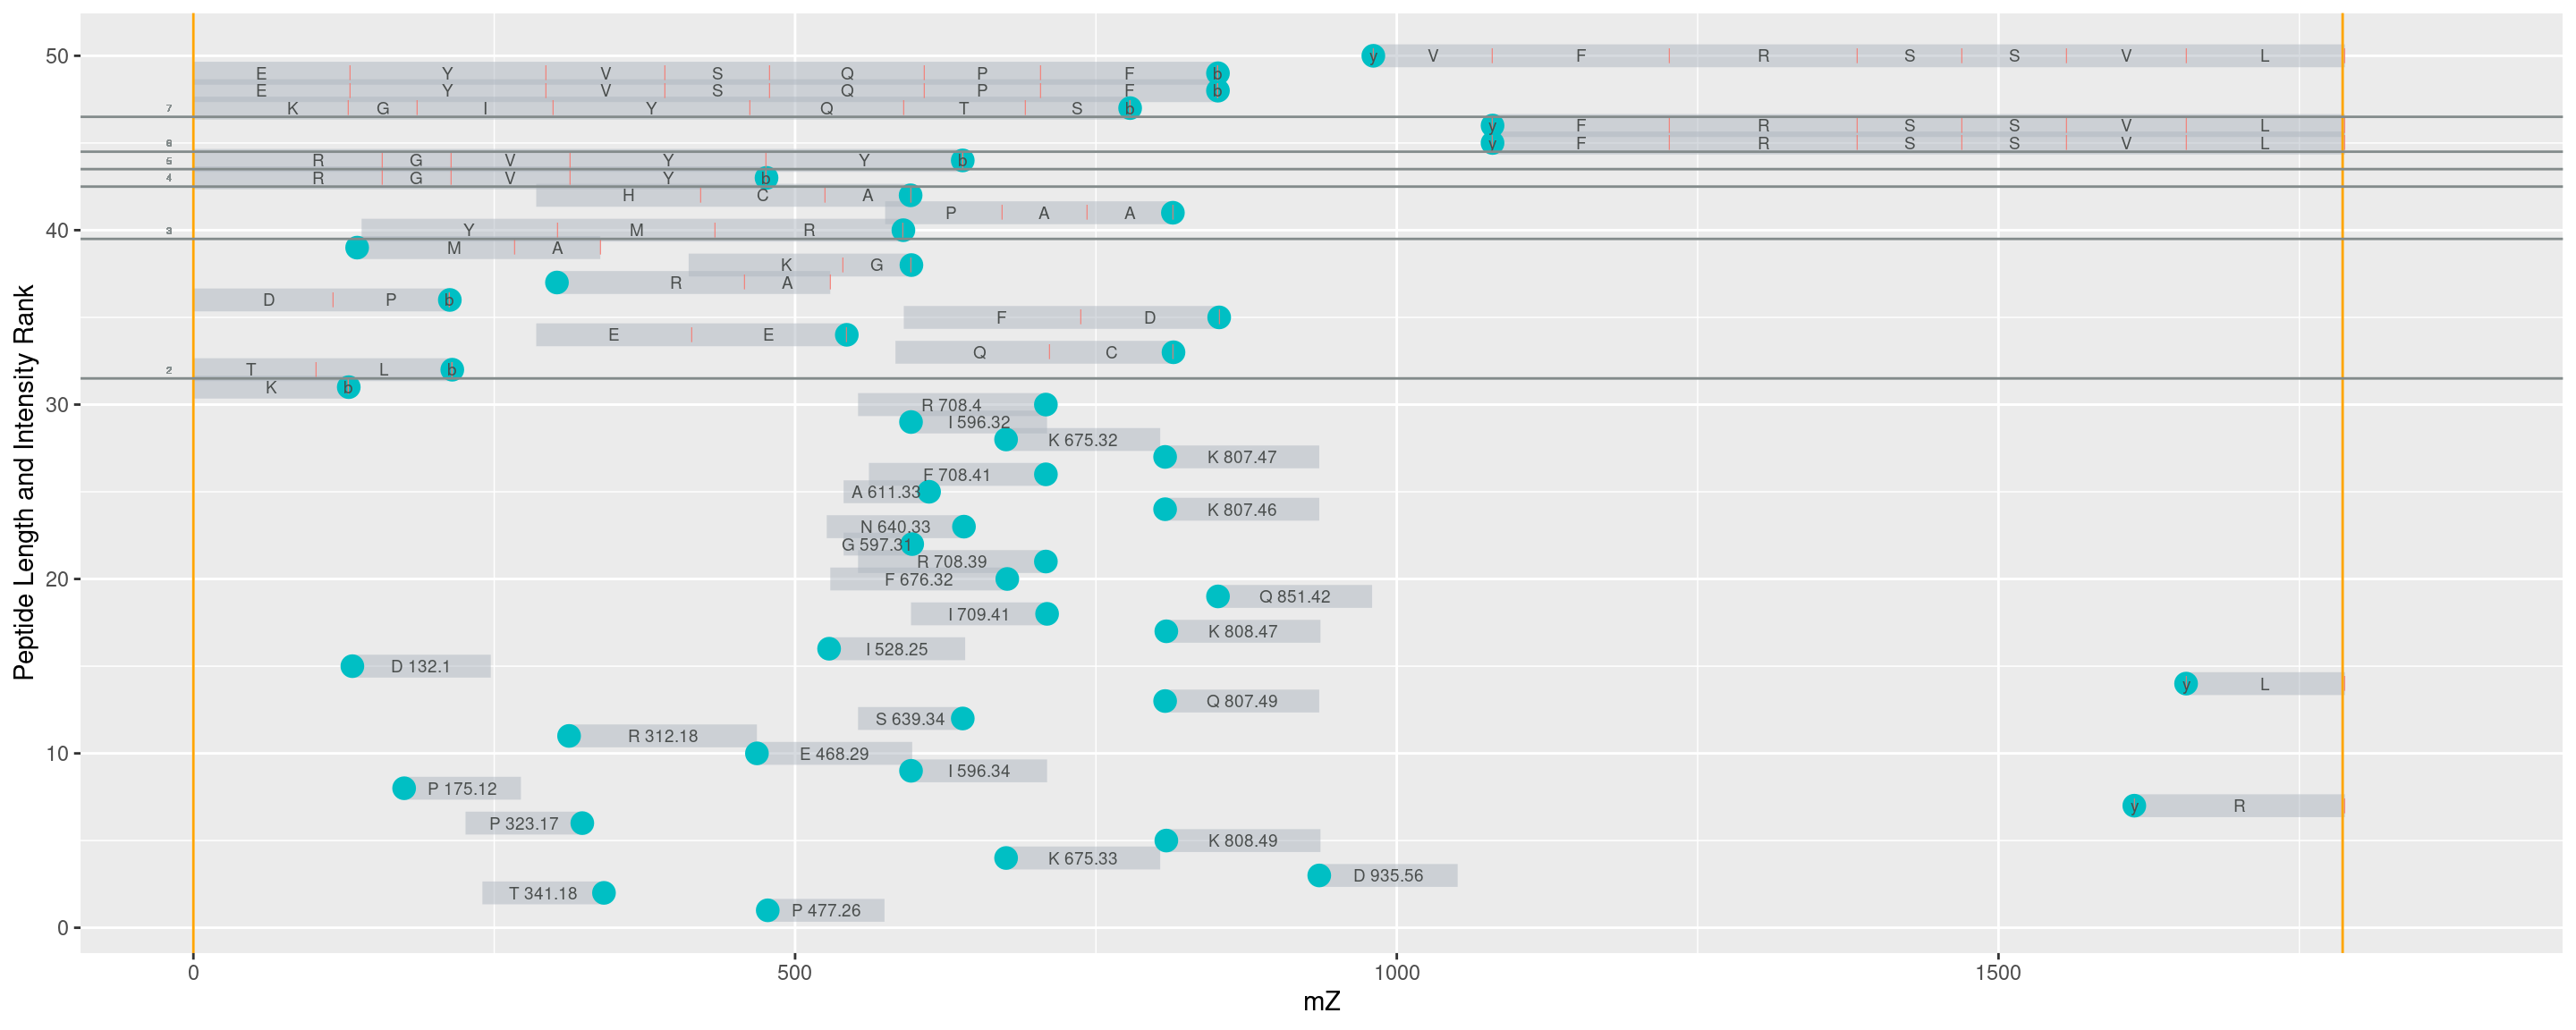 50
y V F R S S V L
E Y V S Q P F b
E Y V S Q P F b
7 K G I Y Q T S b
y F R S S V L
y F R S S V L
5 R G V Y Y b
4 R G V Y b
H C A
P A A
40
3 Y M R
M A
K G
R A
D P b
F D
E E
Q C
2 T L b
K b
30
R 708.4
I 596.32
K 675.32
K 807.47
F 708.41
A 611.33
K 807.46
N 640.33
G 597.31
R 708.39
20
F 676.32
Q 851.42
I 709.41
K 808.47
I 528.25
D 132.1
y L
Q 807.49
S 639.34
R 312.18
10
E 468.29
I 596.34
P 175.12
y R
P 323.17
K 808.49
K 675.33
D 935.56
T 341.18
P 477.26
0
0 500 1000 1500
mZ
Peptide Length and Intensity Rank